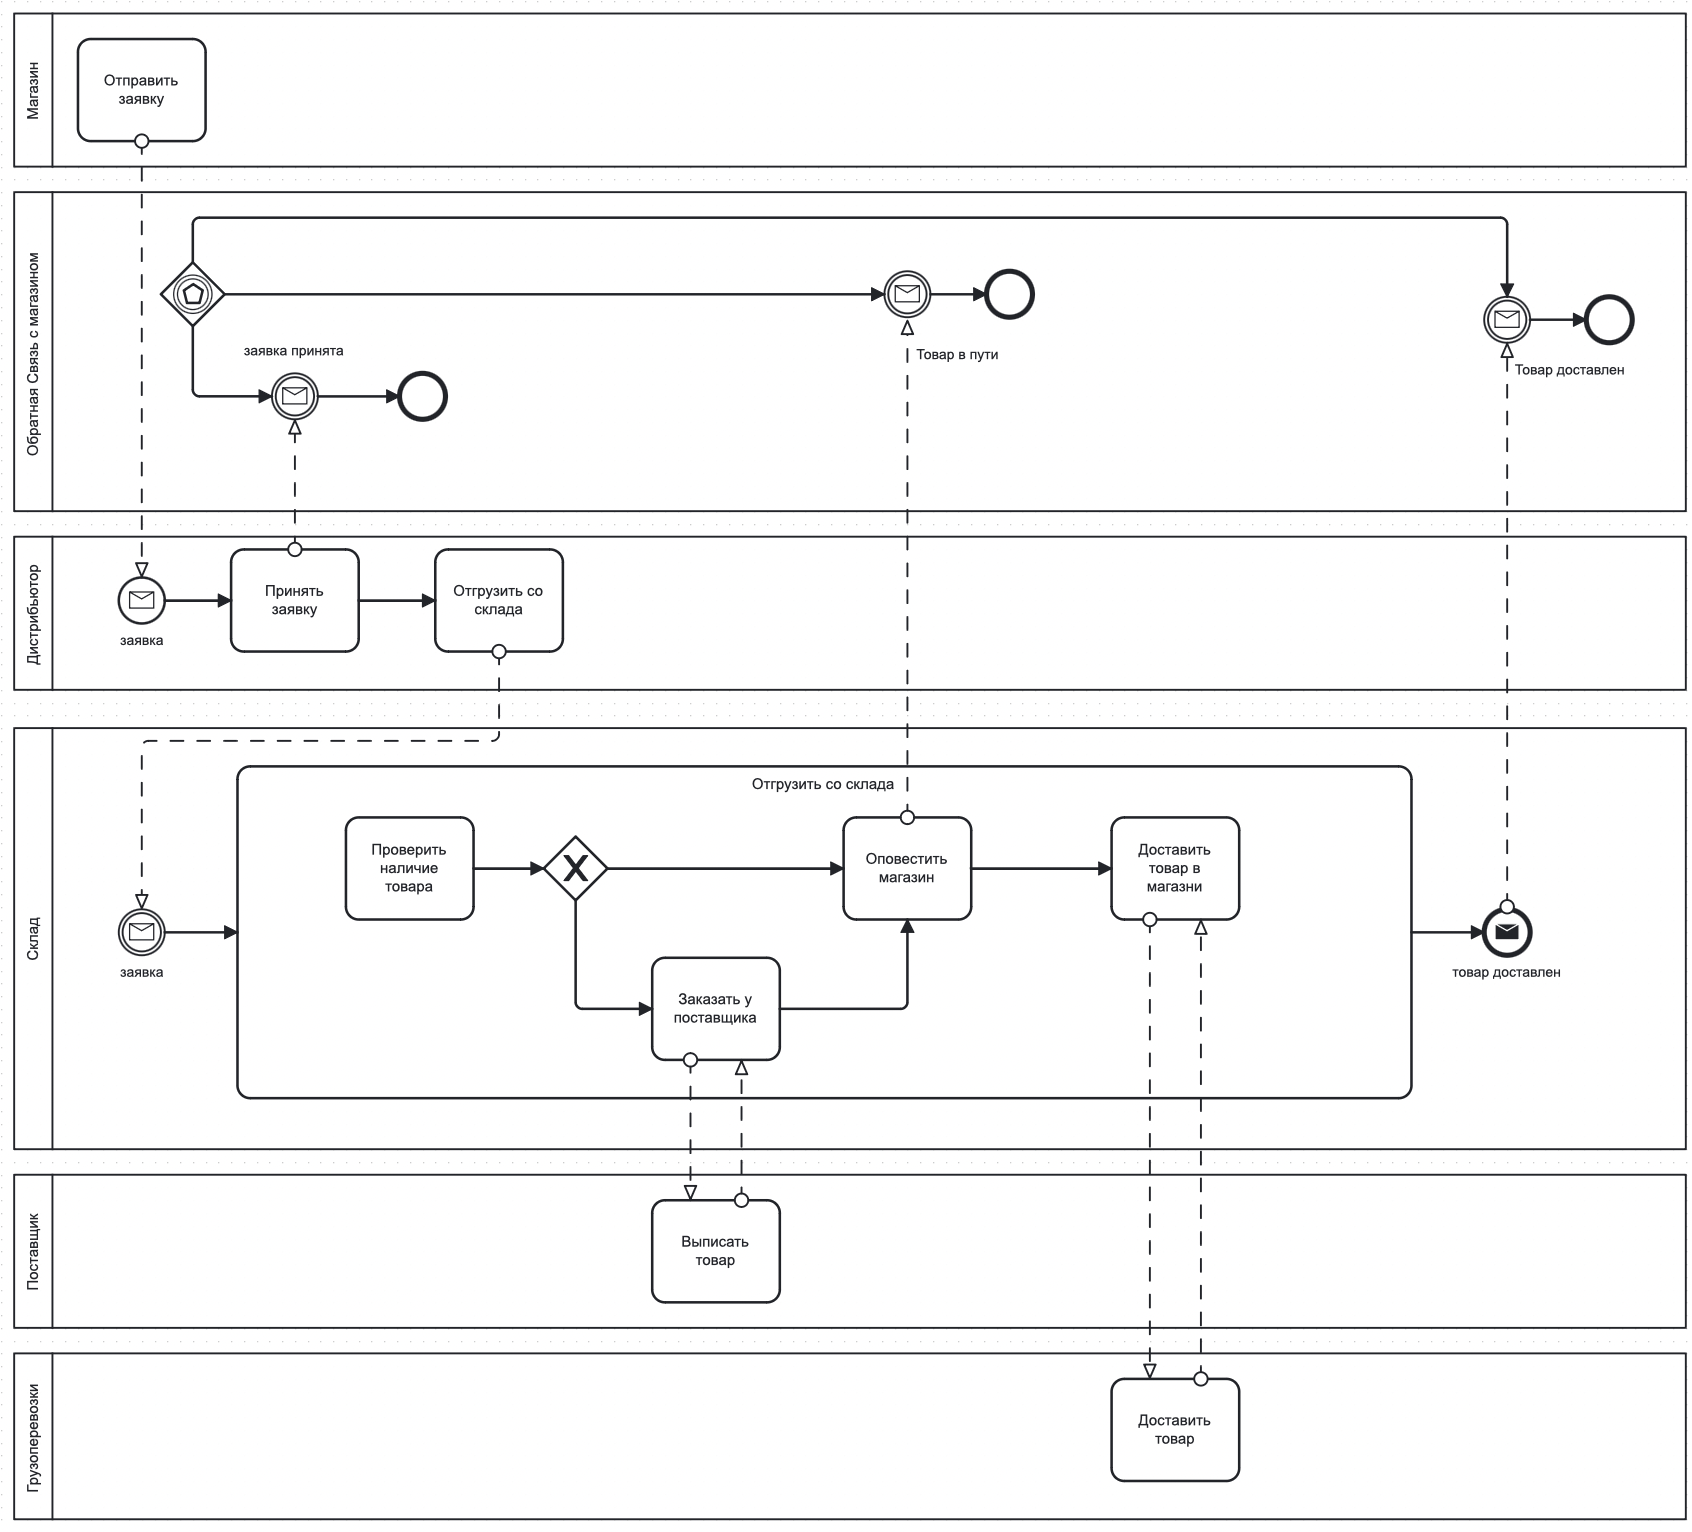 Магазин
Отправить
заявку
Обратная Связь с магазином
заявка принята
Товар в пути
Товар доставлен
Дистрибьютор
заявка
Принять
заявку
Отгрузить со
склада
Склад
заявка
Отгрузить со склада
Проверить
наличие
товара
Оповестить
магазин
Доставить
товар в
магзни
Заказать у
поставщика
товар доставлен
Поставщик
Выписать
товар
Грузоперевозки
Доставить
товар